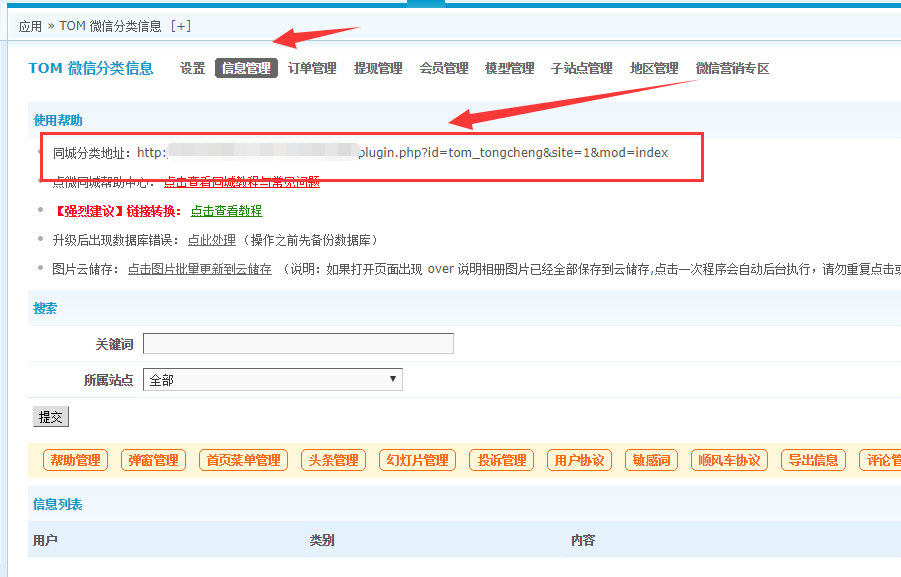 应用 » TOM 微信分类信息 [+]
TOM 微信分类信息 设置 信息管理 订单管理 提现管理 会员管理 模型管理 子站点管理 地区管理 微信营销专区
使用帮助
同城分类地址：http: plugin.php?id=tom_tongcheng&site=1&mod=index
点微同城帮助中心： 点击查看同城教程与常见问题
【强烈建议】链接转换： 点击查看教程
升级后出现数据库错误： 点此处理 （操作之前先备份数据库）
图片云储存： 点击图片批量更新到云储存 （说明：如果打开页面出现 over 说明相册图片已经全部保存到云储存,点击一次程序会自动后台执行，请勿重复点击
搜索
关键词
所属站点 全部
提交
帮助管理 弹窗管理 首页菜单管理 头条管理 幻灯片管理 投诉管理 用户协议 敏感词 顺风车协议 导出信息 评论管
信息列表
用户 类别 内容